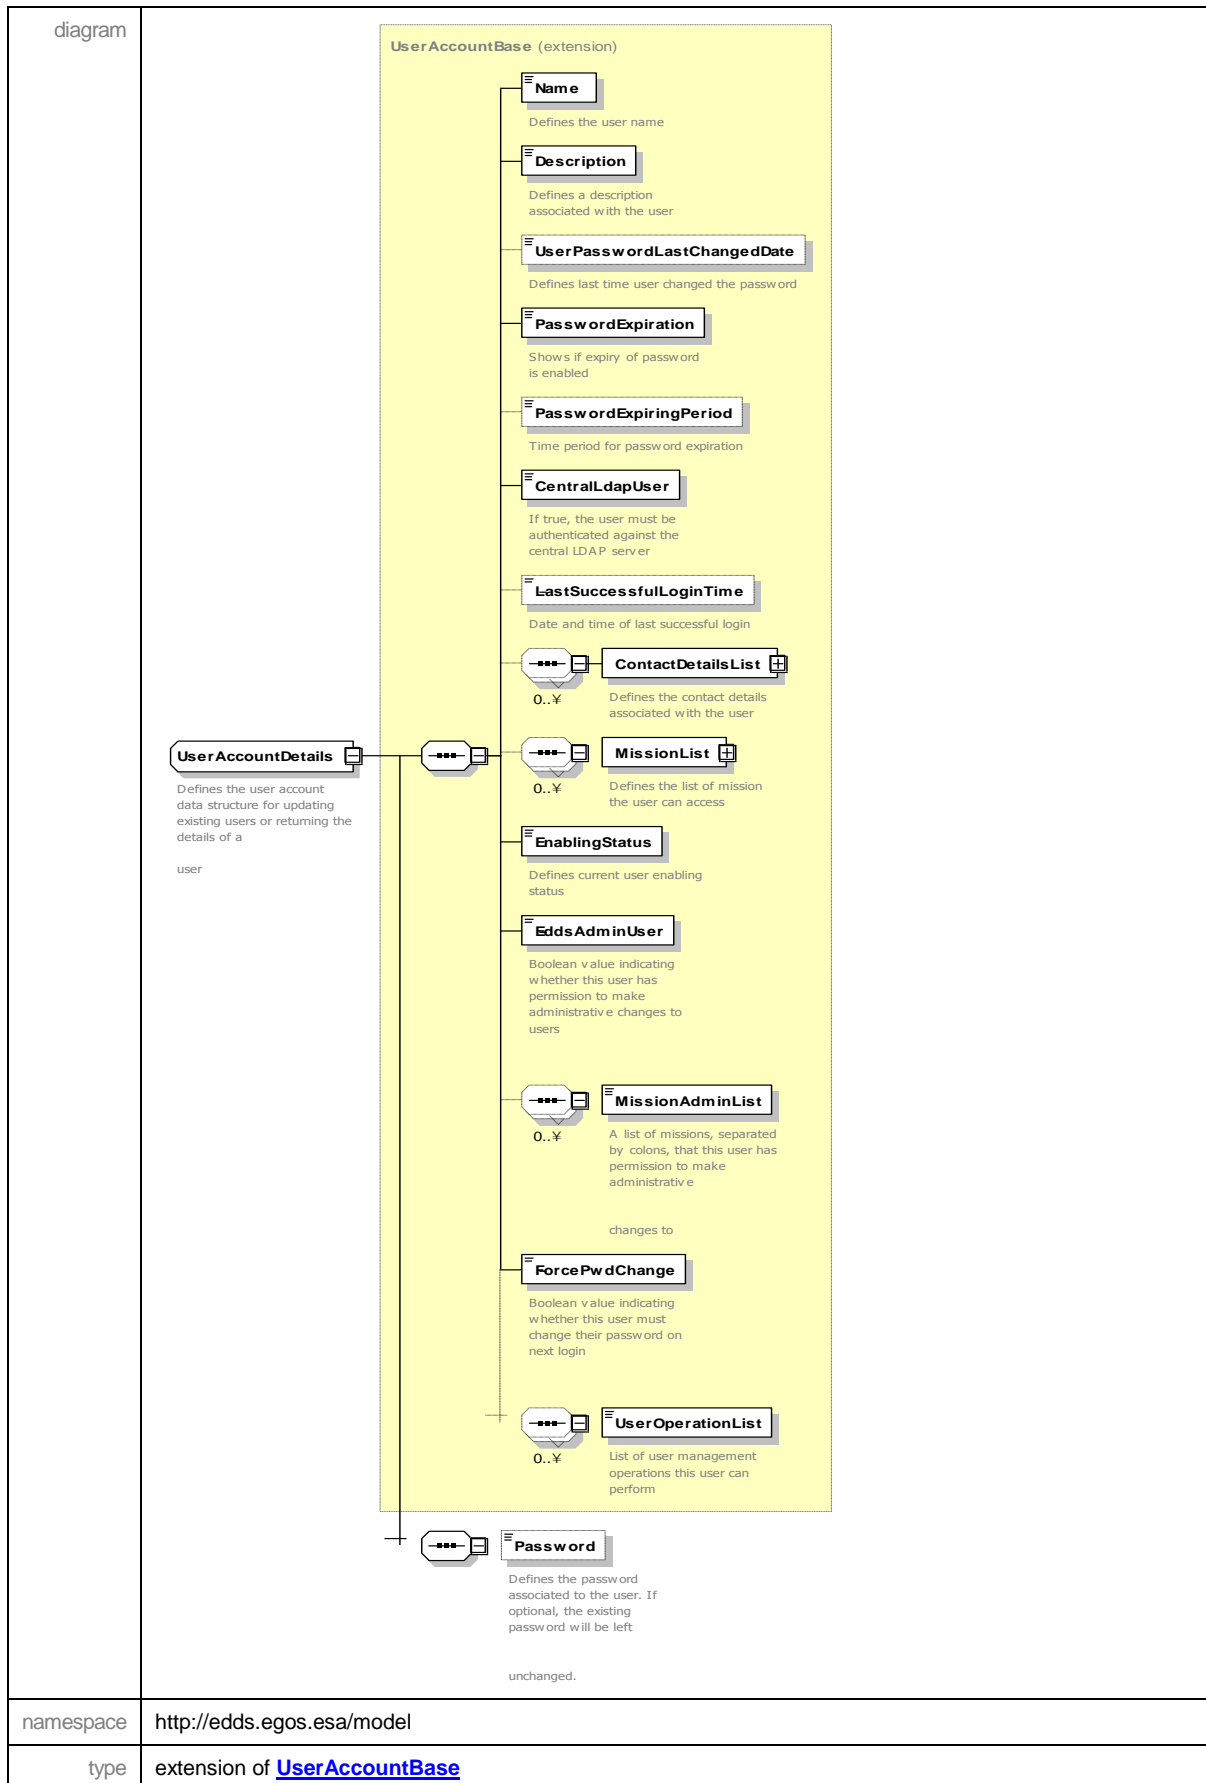 diagram
UserAccountBase (extension)
Name
Defines the user name
Description
Defines a description
associated with the user
UserPasswordLastChangedDate
Defines last time user changed the password
PasswordExpiration
Shows if expiry of password
is enabled
PasswordExpiringPeriod
Time period for password expiration
CentralLdapUser
If true, the user must be
authenticated against the
central LDAP server
LastSuccessfulLoginTime
Date and time of last successful login
ContactDetailsList
0..¥
Defines the contact details
associated with the user
UserAccountDetails
Defines the user account
data structure for updating
existing users or returning the
details of a
user
MissionList
0..¥
Defines the list of mission
the user can access
EnablingStatus
Defines current user enabling
status
EddsAdminUser
Boolean value indicating
whether this user has
permission to make
administrative changes to
users
MissionAdminList
0..¥
A list of missions, separated
by colons, that this user has
permission to make
administrative
changes to
ForcePwdChange
Boolean value indicating
whether this user must
change their password on
next login
UserOperationList
0..¥
List of user management
operations this user can
perform
Password
Defines the password
associated to the user. If
optional, the existing
password will be left
unchanged.
namespace http://edds.egos.esa/model
type extension of UserAccountBase